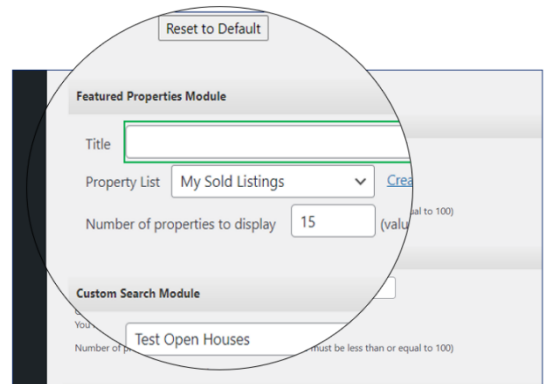 Reset to Default
Featured Properties Module
Title
Property List My Sold Listings Crea
Number of properties to display 15 (valu
ual to 100)
Custom Search Module
You
Test Open Houses
Number of p must be less than or equal to 100)